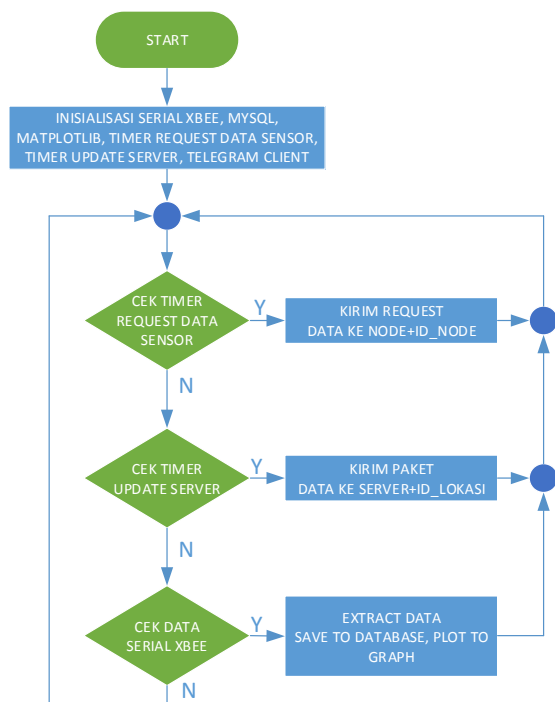 START
INISIALISASI SERIAL XBEE, MYSQL,
MATPLOTLIB, TIMER REQUEST DATA SENSOR,
TIMER UPDATE SERVER, TELEGRAM CLIENT
CEK TIMER
REQUEST DATA
SENSOR
Y
KIRIM REQUEST
DATA KE NODE+ID_NODE
N
CEK TIMER
UPDATE SERVER
Y
KIRIM PAKET
DATA KE SERVER+ID_LOKASI
N
CEK DATA
SERIAL XBEE
Y
EXTRACT DATA
SAVE TO DATABASE, PLOT TO
GRAPH
N